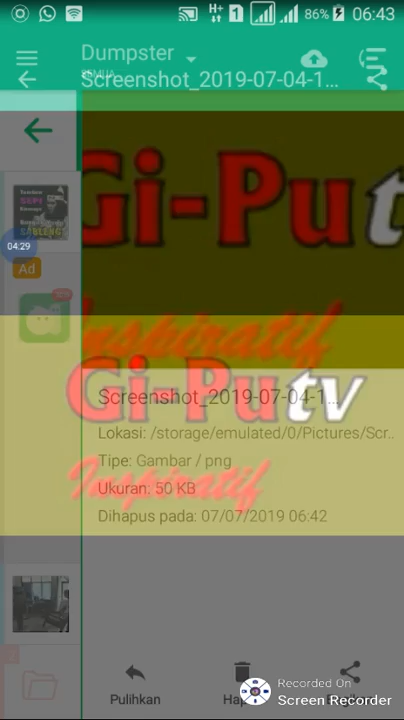 H+
1
86%
06:43
Dumpster
Screenshot_2019-07-04-1...
Gi-Putv
04:29
Ad
Inspiratif
Gi-Putv
Screenshot_2019-07-04-1...
Lokasi: /storage/emulated/0/Pictures/Scr..
Tipe: Gambar / png
Inspiratif
Ukuran: 50 KB
Dihapus pada: 07/07/2019 06:42
Recorded On
Screen Recorder
Pulihkan